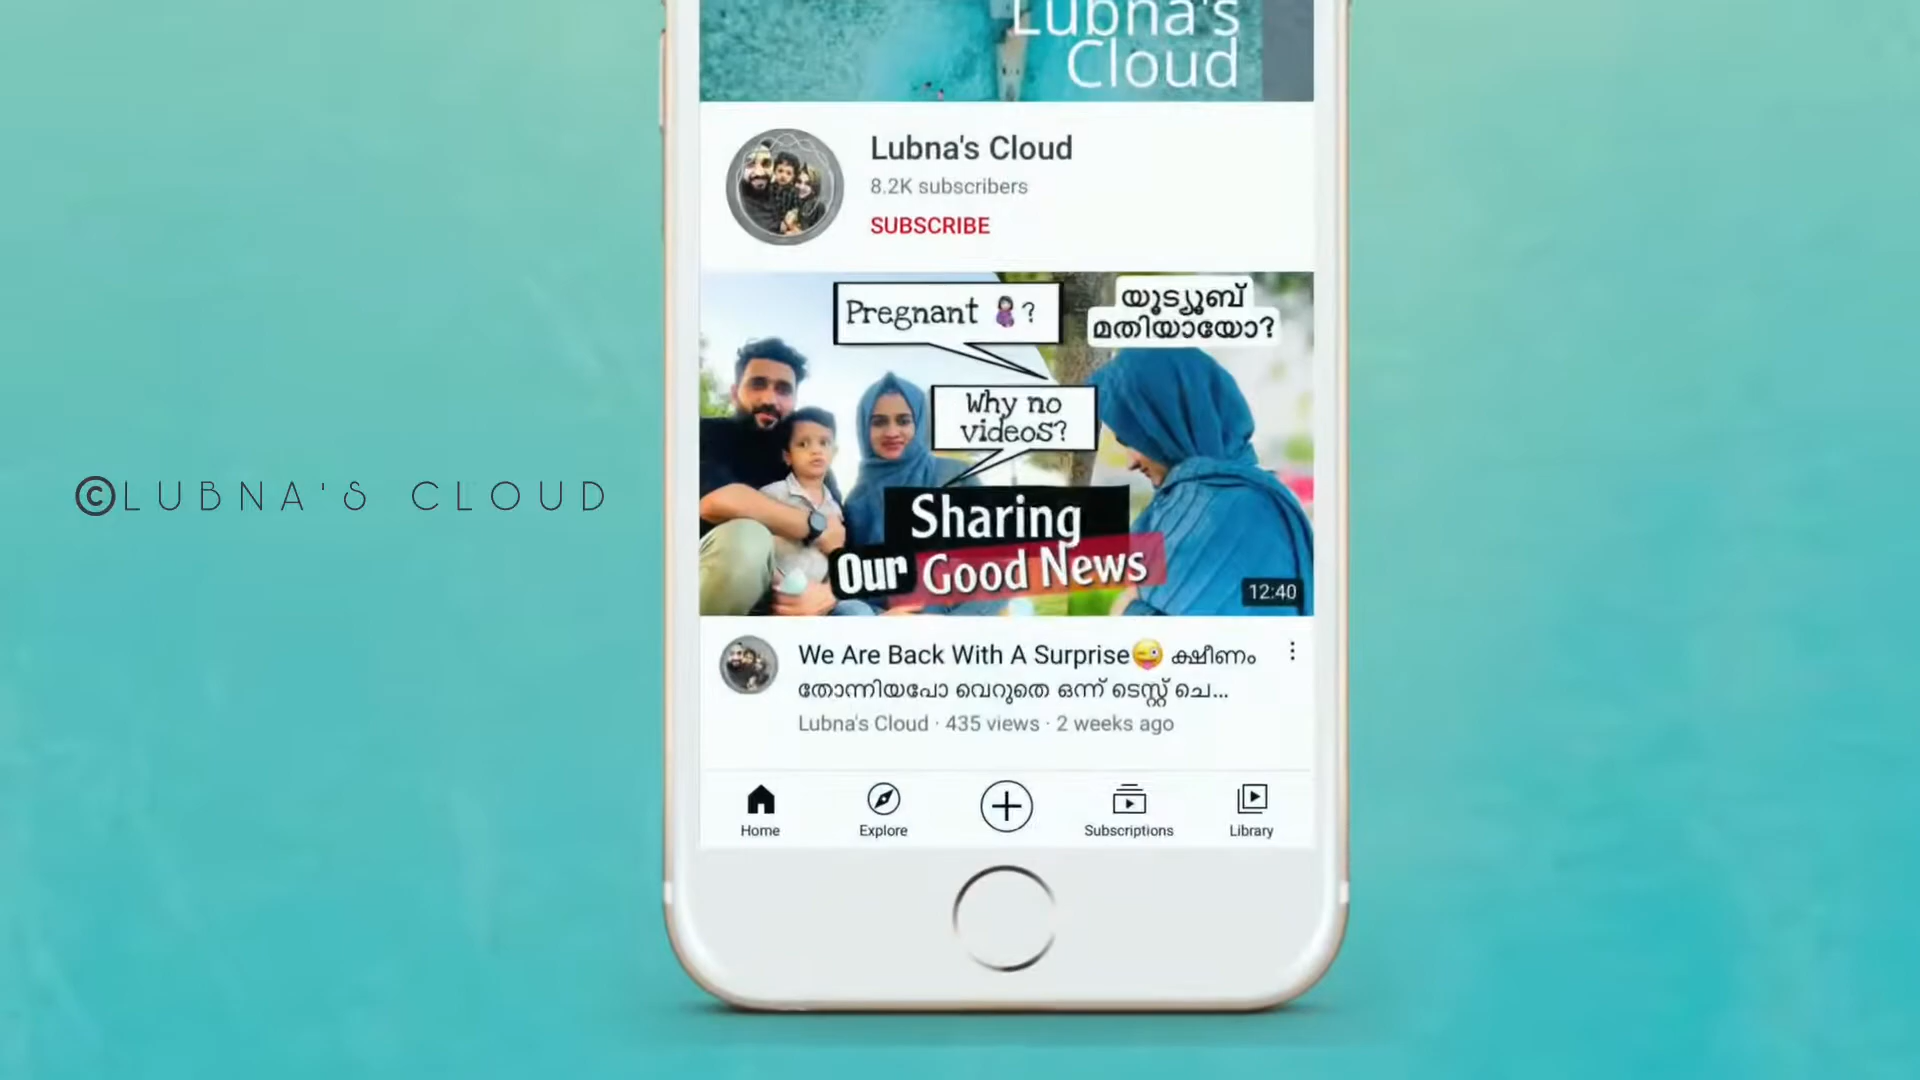 Lubna's
Cloud
Lubna's Cloud
8.2K subscribers
SUBSCRIBE
Pregnant 🤰🏻?
യൂട്യൂബ്
മതിയായോ?
Why no
videos?
©LUBNA'S CLOUD
Sharing
Our Good News
12:40
We Are Back With A Surprise😜 ക്ഷീണം
തോന്നിയപോ വെറുതെ ഒന്ന് ടെസ്റ്റ് ചെ...
Lubna's Cloud · 435 views · 2 weeks ago
Home
Explore
Subscriptions
Library